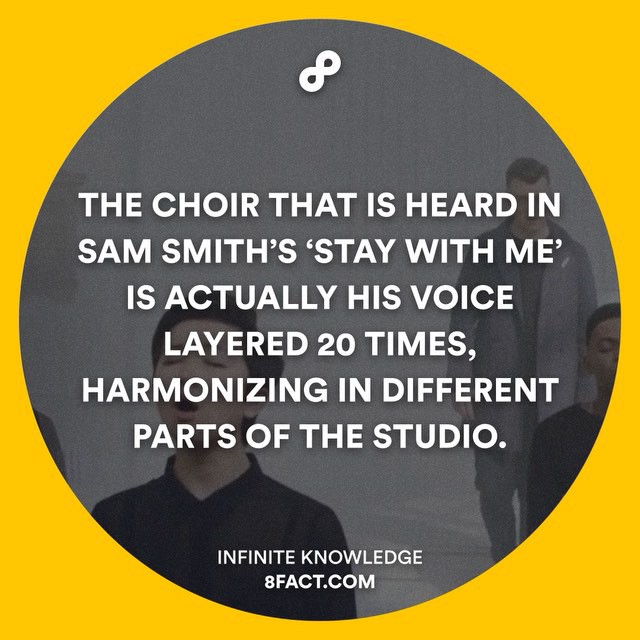 THE CHOIR THAT IS HEARD IN
SAM SMITH’S ‘STAY WITH ME’
IS ACTUALLY HIS VOICE
LAYERED 20 TIMES,
HARMONIZING IN DIFFERENT
PARTS OF THE STUDIO.
INFINITE KNOWLEDGE
8FACT.COM